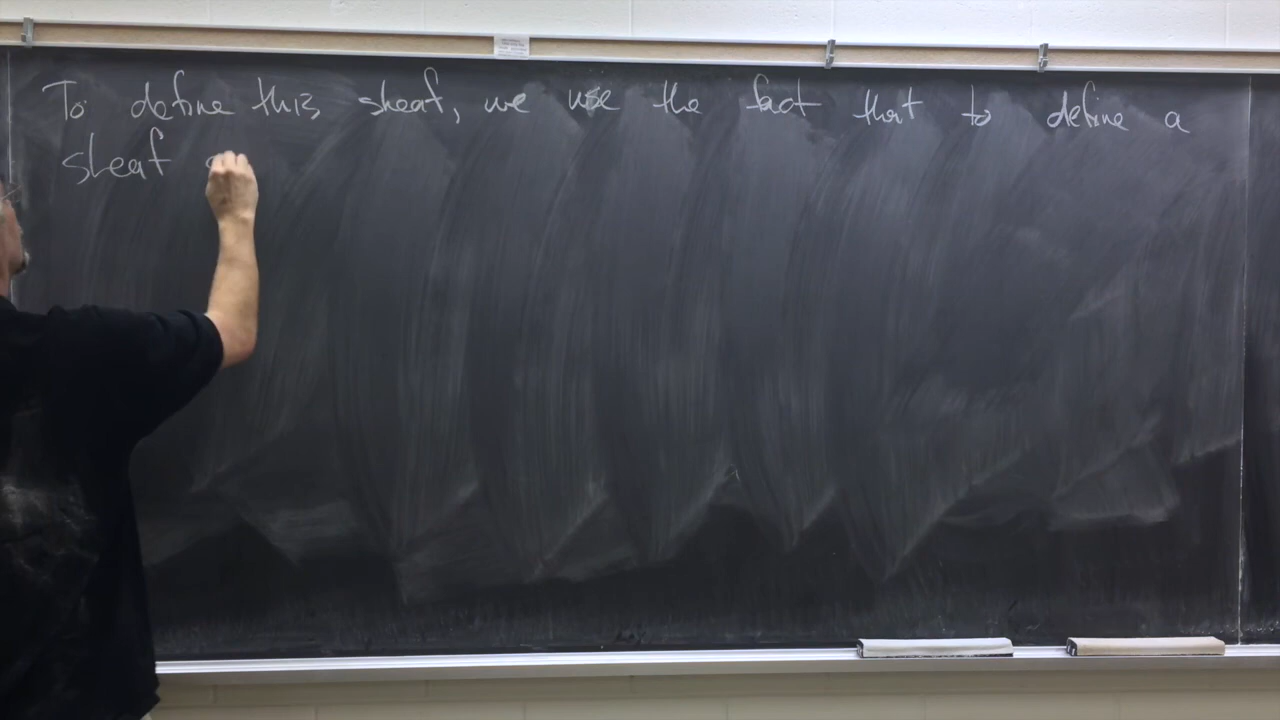 To define this sheaf, we use the fact that to define a
sheaf